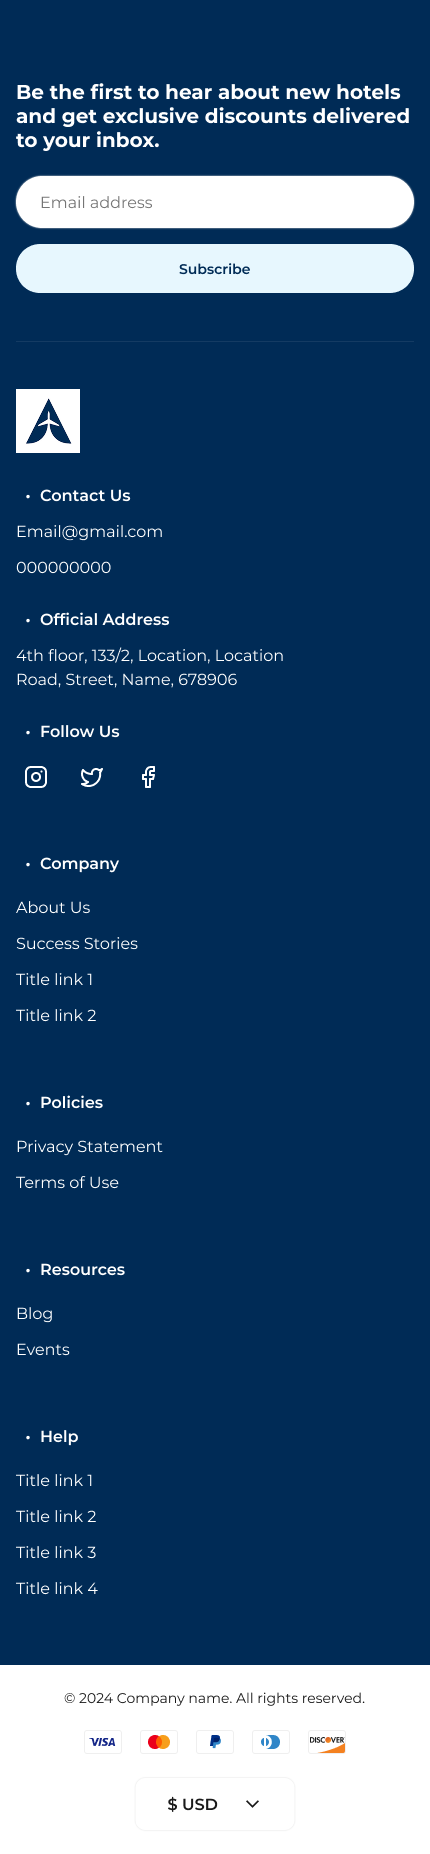 Be the first to hear about new hotels
and get exclusive discounts delivered
to your inbox.
Email address
Subscribe
• Contact Us
Email@gmail.com
000000000
• Official Address
4th floor, 133/2, Location, Location
Road, Street, Name, 678906
• Follow Us
• Company
About Us
Success Stories
Title link 1
Title link 2
• Policies
Privacy Statement
Terms of Use
• Resources
Blog
Events
• Help
Title link 1
Title link 2
Title link 3
Title link 4
© 2024 Company name. All rights reserved.
VISA DISCOVER
$ USD